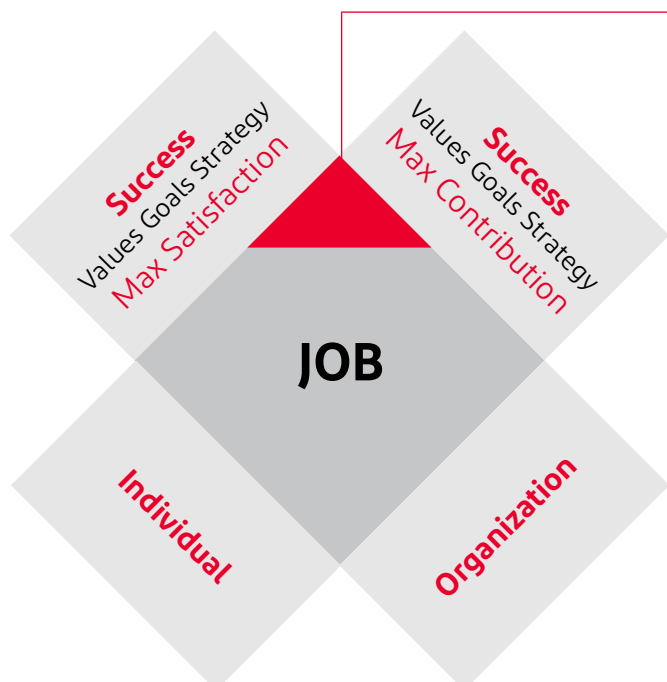 Success
Values Goals Strategy
Max Satisfaction
Success
Values Goals Strategy
Max Contribution
JOB
Individual
Organization